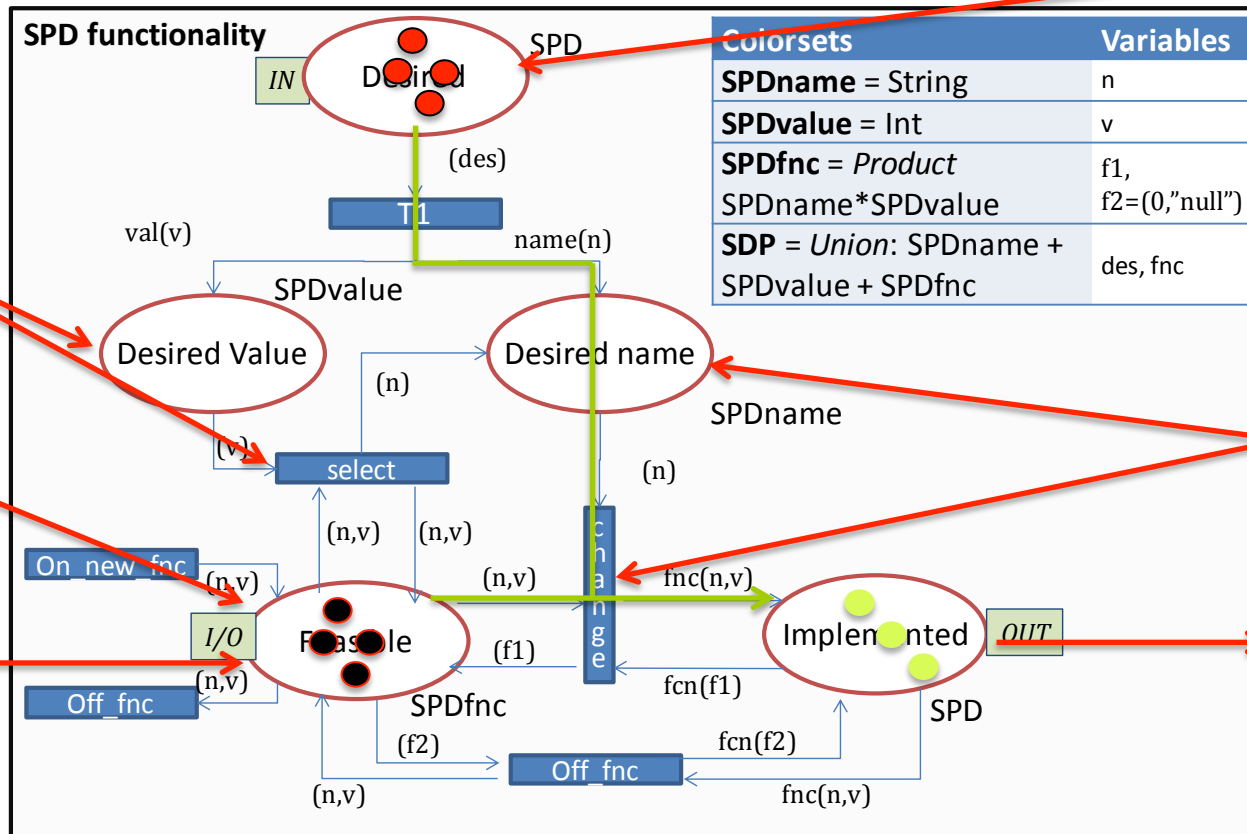 SPD functionality
SPD
IN
Desired
(des)
T1
val(v)
name(n)
SPDvalue
Colorsets Variables
SPDname = String n
SPDvalue = Int v
SPDfnc = Product
SPDname*SPDvalue
f1,
f2=(0,"null")
SDP = Union: SPDname +
SPDvalue + SPDfnc
des, fnc
Desired Value
Desired name
(n)
SPDname
(v)
select
(n)
(n,v)
(n,v)
change
On_new_fnc
(n,v)
(n,v)
fnc(n,v)
I/O
Feasible
Implemented
OUT
(f1)
fcn(f1)
(n,v)
Off_fnc
SPDfnc
SPD
(f2)
fcn(f2)
Off_fnc
(n,v)
fnc(n,v)